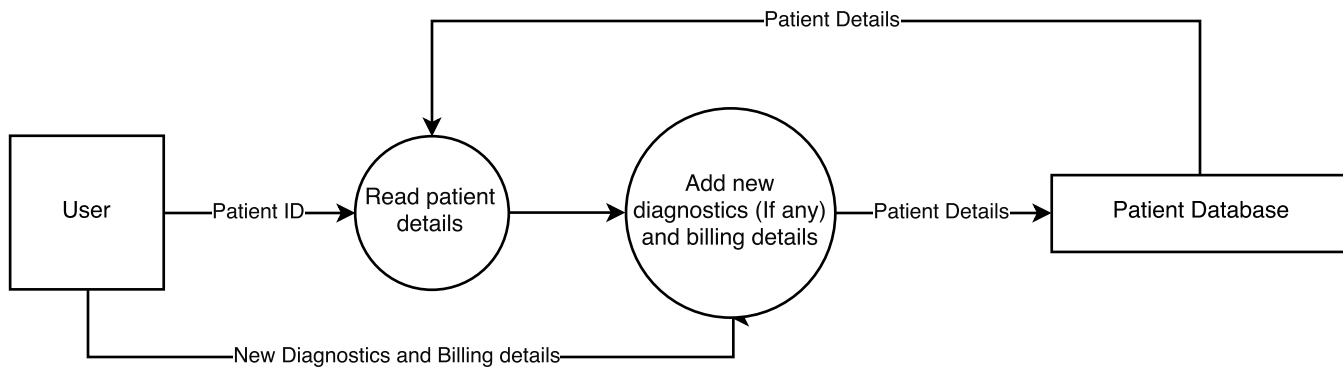 Patient Details
User
Patient ID
Read patient
details
Add new
diagnostics (If any)
and billing details
Patient Details
Patient Database
New Diagnostics and Billing details